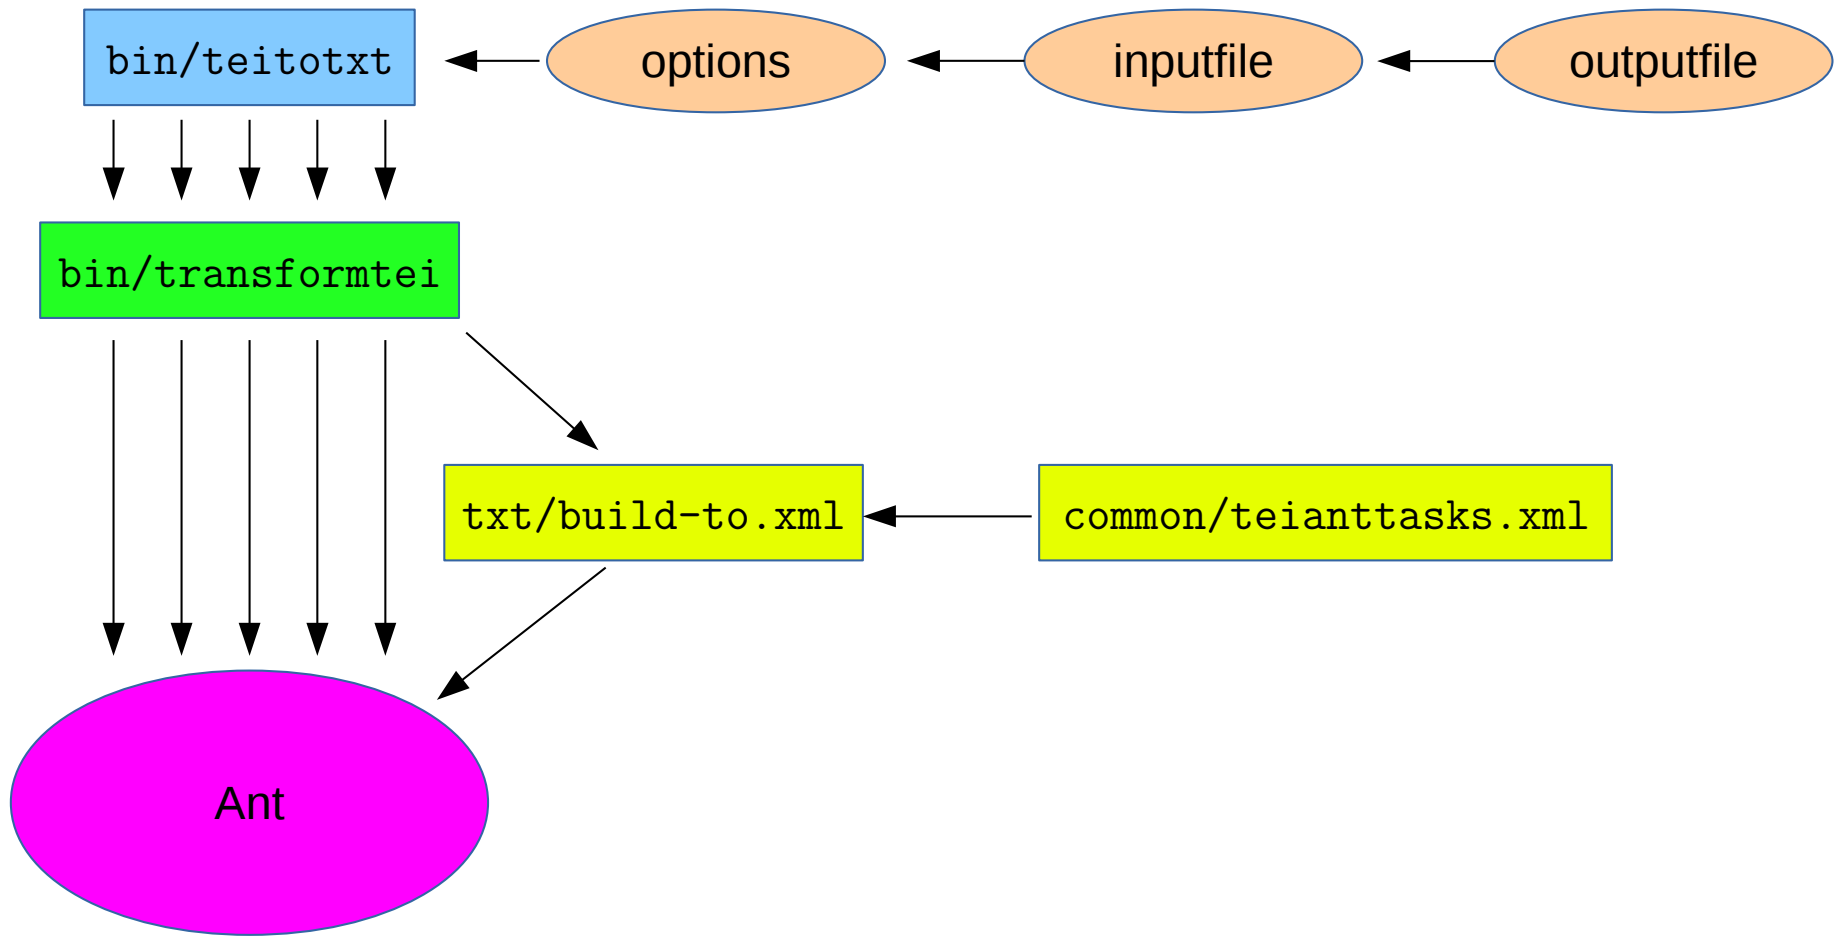 bin/teitotxt
options
inputfile
outputfile
bin/transformtei
txt/build-to.xml
common/teianttasks.xml
Ant